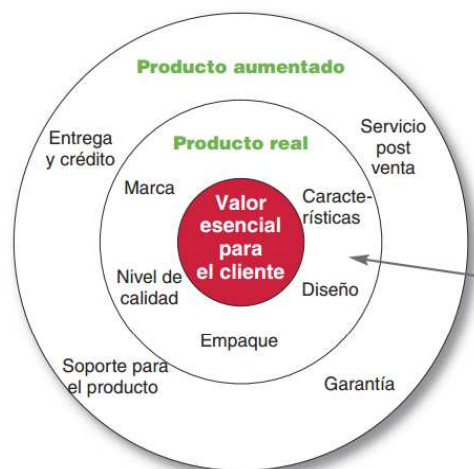 Producto aumentado
Entrega
y crédito
Servicio
post
venta
Producto real
Marca
Caracte-
rísticas
Valor
esencial
para
el cliente
Nivel de
calidad
Diseño
Empaque
Soporte para
el producto
Garantía